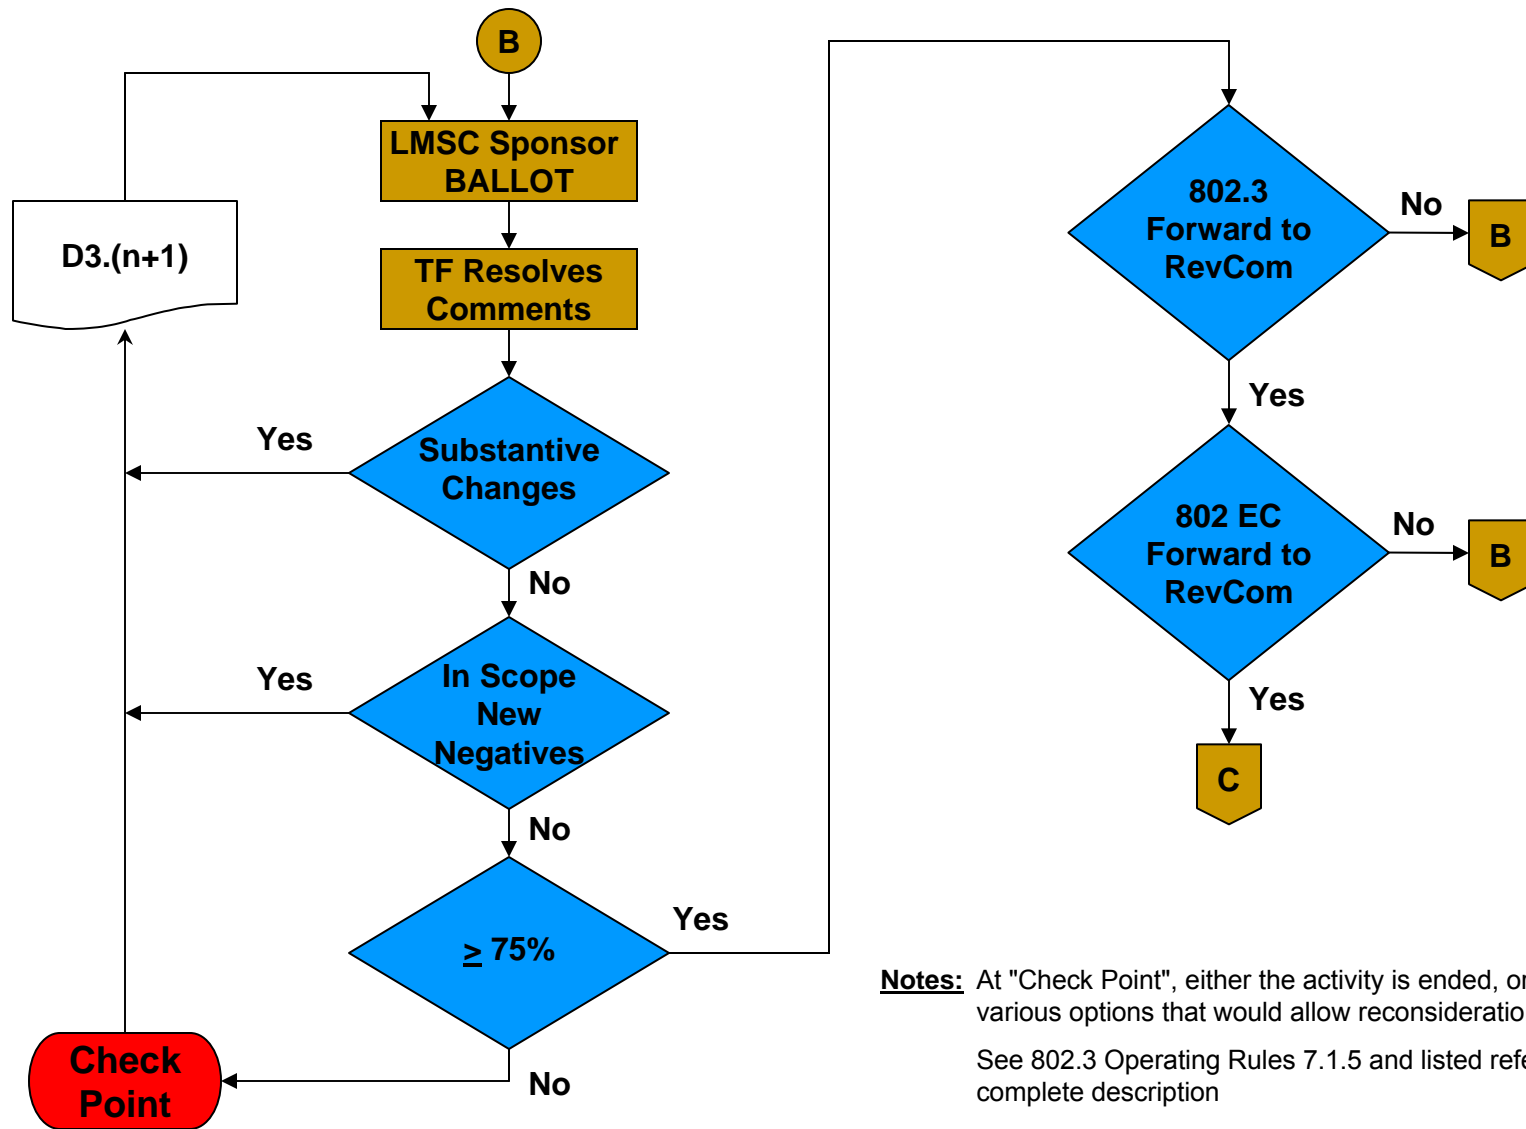 B
LMSC Sponsor
BALLOT
D3.(n+1)
TF Resolves
Comments
Yes
Substantive
Changes
No
Yes
In Scope
New
Negatives
No
≥ 75%
Yes
No
Check
Point
802.3
Forward to
RevCom
No
B
Yes
802 EC
Forward to
RevCom
No
B
Yes
C
Notes: At "Check Point", either the activity is ended, or
various options that would allow
See 802.3 Operating Rules 7.1.5 and listed
complete description